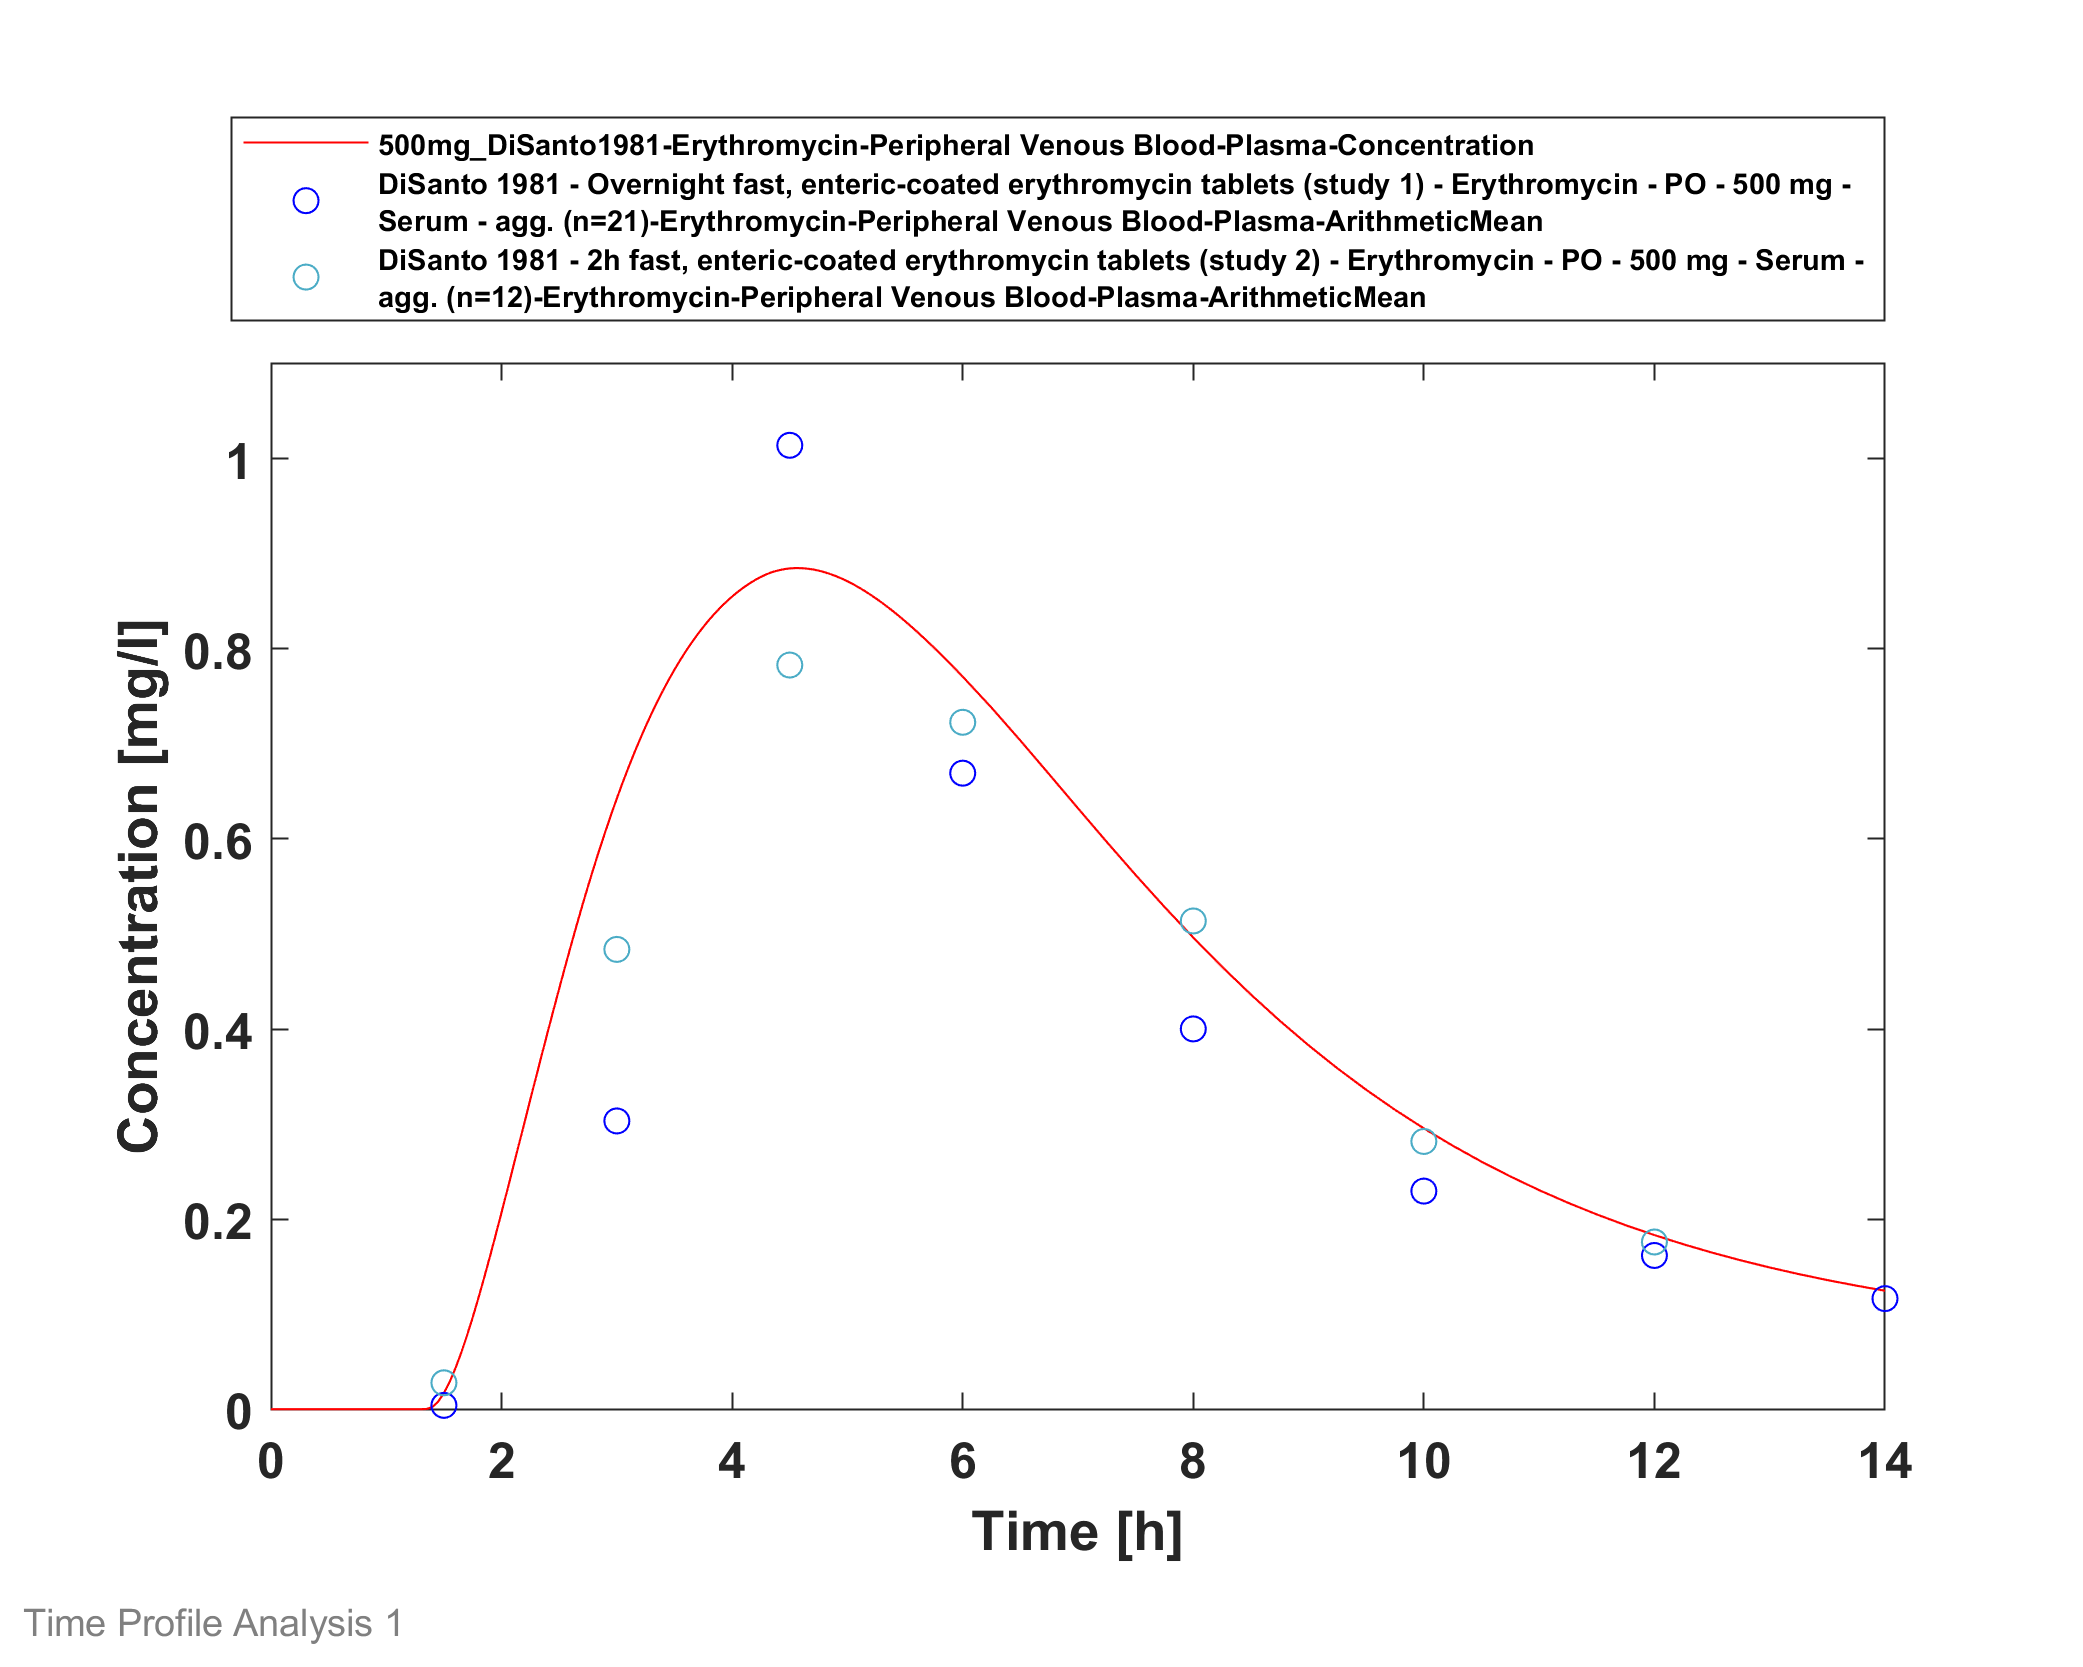 500mg_DiSanto1981-Erythromycin-Peripheral Venous Blood-Plasma-Concentration
DiSanto 1981 - Overnight fast, enteric-coated erythromycin tablets (study 1) - Erythromycin - PO - 500 mg -
Serum - agg. (n=21)-Erythromycin-Peripheral Venous Blood-Plasma-ArithmeticMean
DiSanto 1981 - 2h fast, enteric-coated erythromycin tablets (study 2) - Erythromycin - PO - 500 mg - Serum -
agg. (n=12)-Erythromycin-Peripheral Venous Blood-Plasma-ArithmeticMean
Concentration [mg/l]
1
0.8
0.6
0.4
0.2
0
0 2 4 6 8 10 12 14
Time [h]
Time Profile Analysis 1